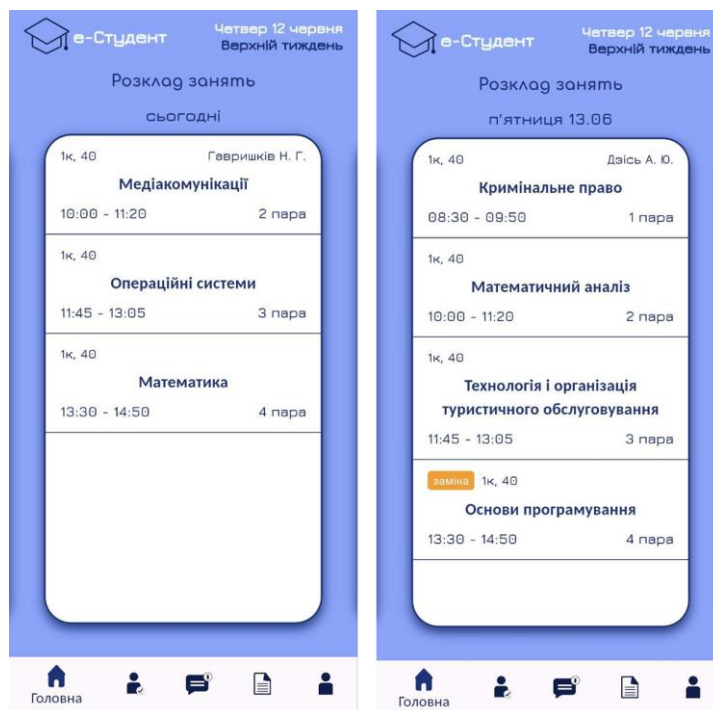 е-Студент
Четвер 12 червня
Верхній тиждень
Розклад занять
сьогодні
1к, 40 Гавришків Н. Г.
Медіакомунікації
10:00 - 11:20 2 пара
1к, 40
Операційні системи
11:45 - 13:05 3 пара
1к, 40
Математика
13:30 - 14:50 4 пара
Головна
е-Студент
Четвер 12 червня
Верхній тиждень
Розклад занять
п'ятниця 13.06
1к, 40 Дзісь А. Ю.
Кримінальне право
08:30 - 09:50 1 пара
1к, 40
Математичний аналіз
10:00 - 11:20 2 пара
1к, 40
Технологія і організація
туристичного обслуговування
11:45 - 13:05 3 пара
заміна 1к, 40
Основи програмування
13:30 - 14:50 4 пара
Головна